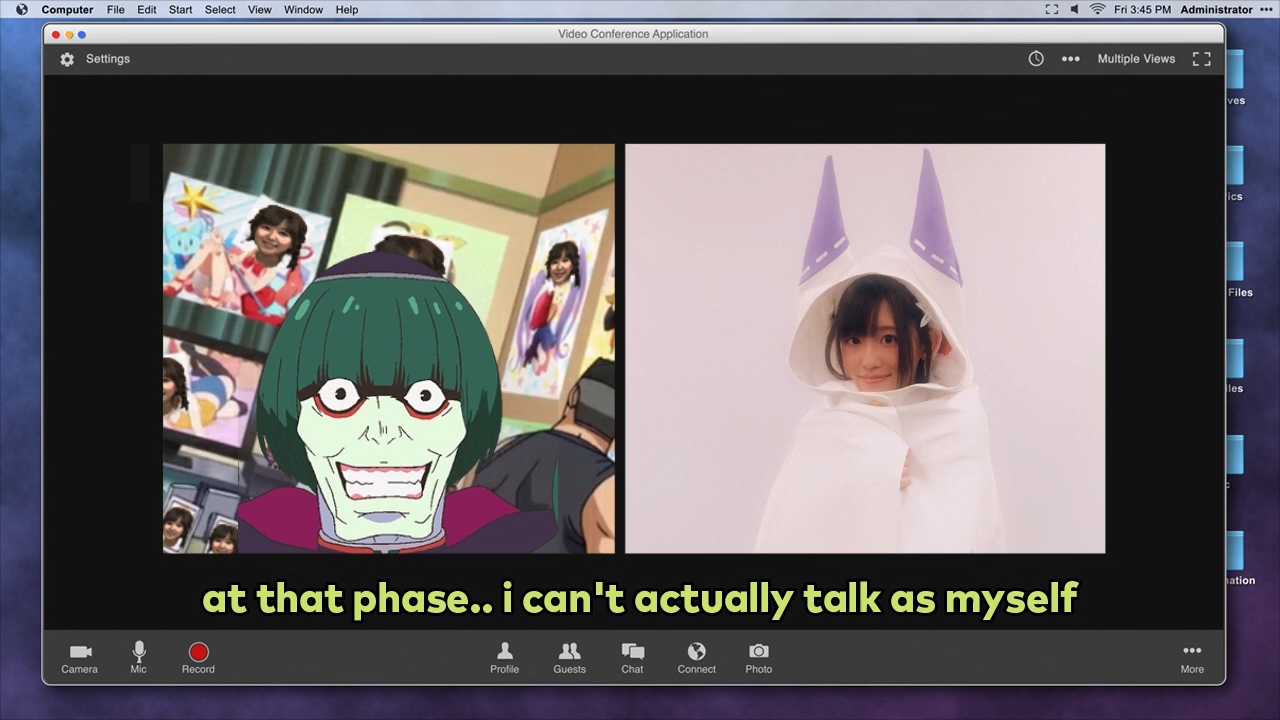 Computer File Edit Start Select View Window Help Fri 3:45 PM Administrator •••
Video Conference Application
Settings ••• Multiple Views
ves
ics
Files
iles
c
nation
at that phase.. i can't actually talk as myself
Camera Mic Record Profile Guests Chat Connect Photo More